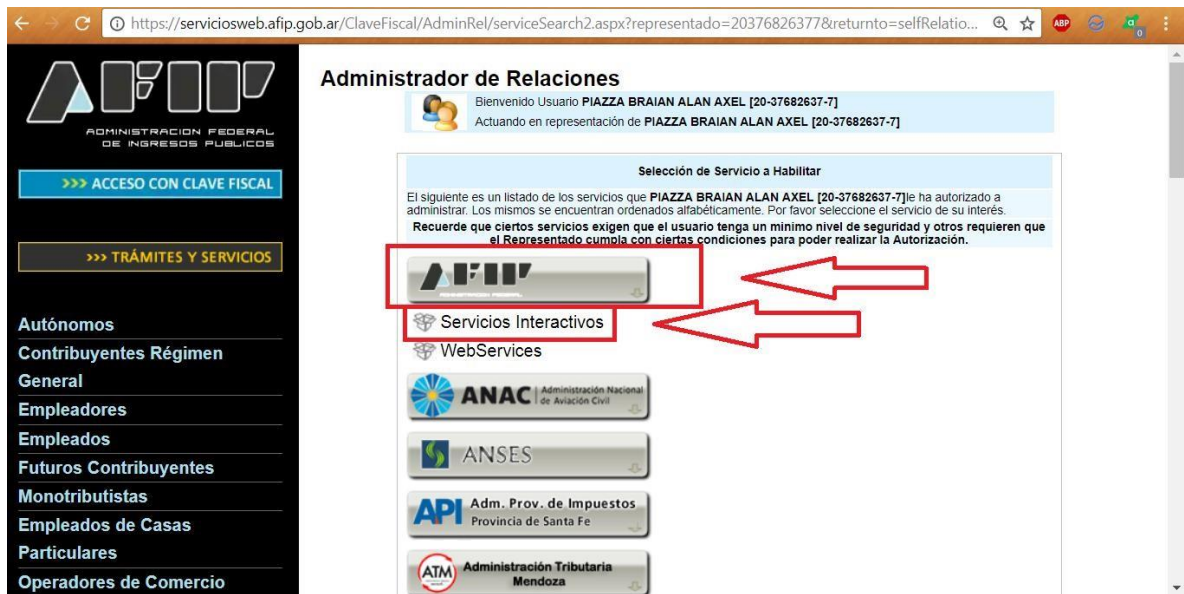 https://serviciosweb.afip.gob.ar/ClaveFiscal/AdminRel/serviceSearch2.aspx?representado=20376826377&returnto=selfRelatio...
ABP
a
0
AFIP
ADMINISTRACION FEDERAL
DE INGRESOS PUBLICOS
>>> ACCESO CON CLAVE FISCAL
>>> TRÁMITES Y SERVICIOS
Autónomos
Contribuyentes Régimen
General
Empleadores
Empleados
Futuros Contribuyentes
Monotributistas
Empleados de Casas
Particulares
Operadores de Comercio
Administrador de Relaciones
Bienvenido Usuario PIAZZA BRAIAN ALAN AXEL [20-37682637-7]
Actuando en representación de PIAZZA BRAIAN ALAN AXEL [20-37682637-7]
Selección de Servicio a Habilitar
El siguiente es un listado de los servicios que PIAZZA BRAIAN ALAN AXEL [20-37682637-7]le ha autorizado a
administrar. Los mismos se encuentran ordenados alfabéticamente. Por favor seleccione el servicio de su interés.
Recuerde que ciertos servicios exigen que el usuario tenga un minimo nivel de seguridad y otros requieren que
el Representado cumpla con ciertas condiciones para poder realizar la Autorización.
AFIP
Servicios Interactivos
WebServices
ANAC Administración Nacional
de Aviación Civil
ANSES
API Adm. Prov. de Impuestos
Provincia de Santa Fe
ATM Administración Tributaria
Mendoza